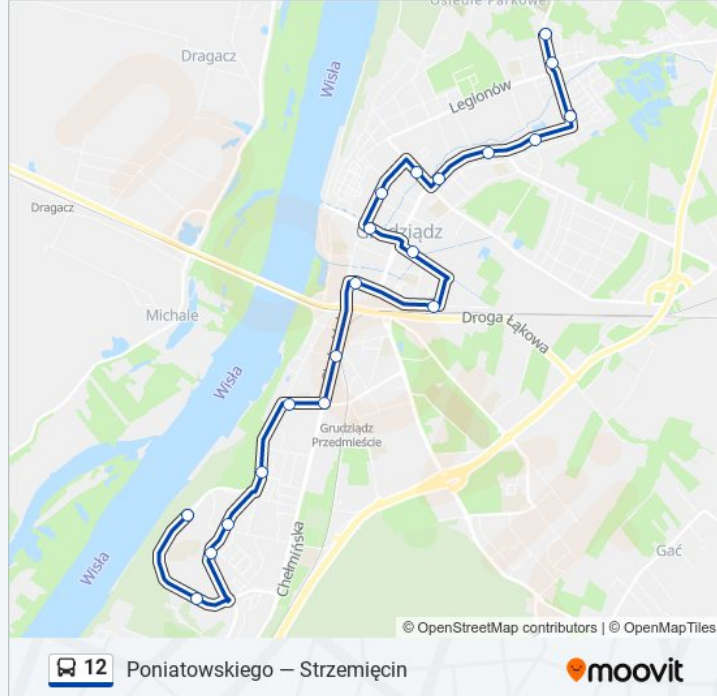 Osiedle Parkowe
Dragacz
Wisła
Legionów
Dragacz
Grudziądz
Michale
Droga Łąkowa
Wisła
Grudziądz
Przedmieście
Chełmińska
Gać
Wisła
© OpenStreetMap contributors | © OpenMapTiles
12 Poniatowskiego — Strzemięcin
moovit